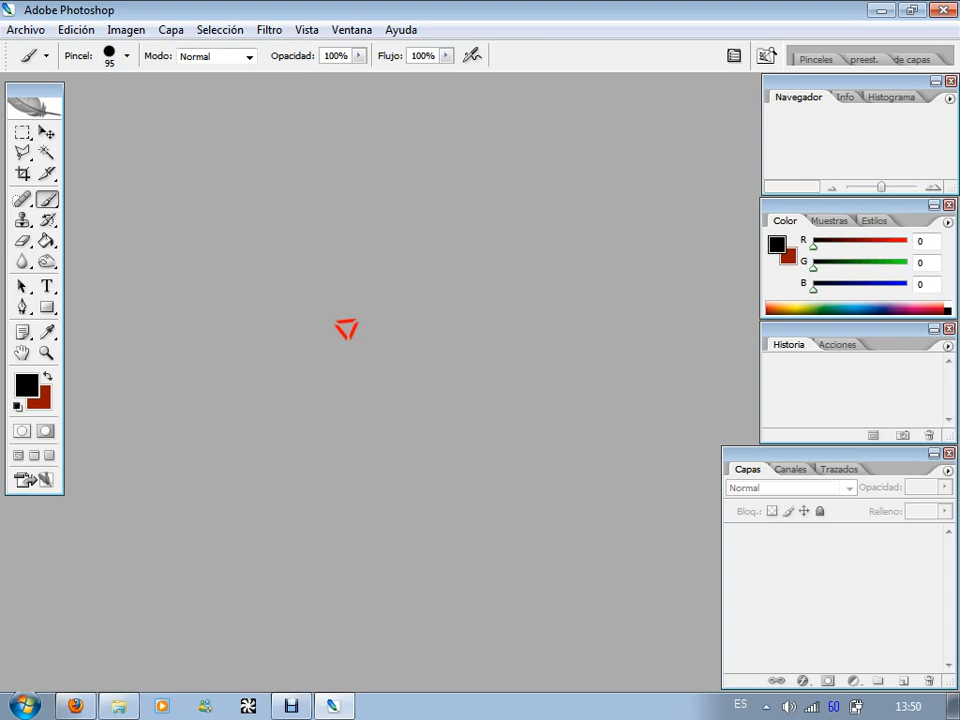 Adobe Photoshop
Archivo Edición Imagen Capa Selección Filtro Vista Ventana Ayuda
Pincel: 95 Modo: Normal Opacidad: 100% Flujo: 100% Pinceles preest. de capas
Navegador Info Histograma
Color Muestras Estilos
R 0
G 0
B 0
T
Historia Acciones
Capas Canales Trazados
Normal Opacidad:
Bloq.: Relleno:
ES 60 13:50